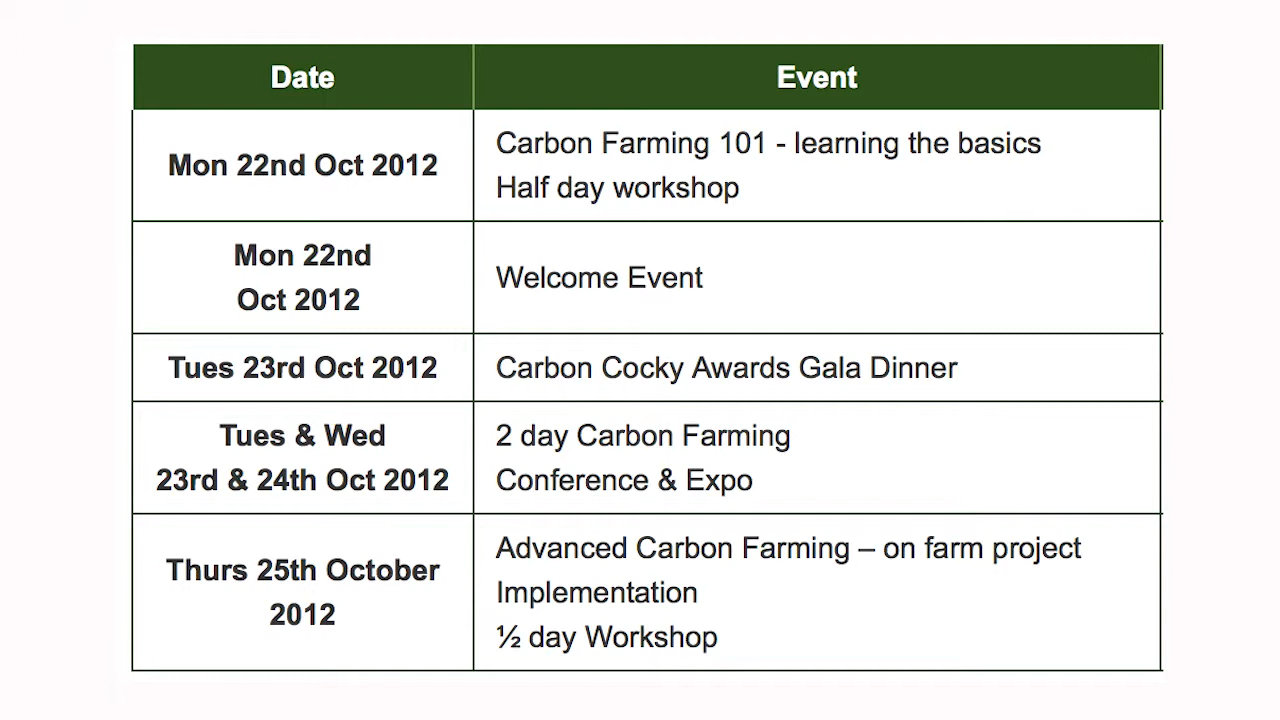 Date
Event
Mon 22nd Oct 2012
Carbon Farming 101 - learning the basics
Half day workshop
Mon 22nd
Oct 2012
Welcome Event
Tues 23rd Oct 2012
Carbon Cocky Awards Gala Dinner
Tues & Wed
23rd & 24th Oct 2012
2 day Carbon Farming
Conference & Expo
Thurs 25th October
2012
Advanced Carbon Farming – on farm project
Implementation
½ day Workshop